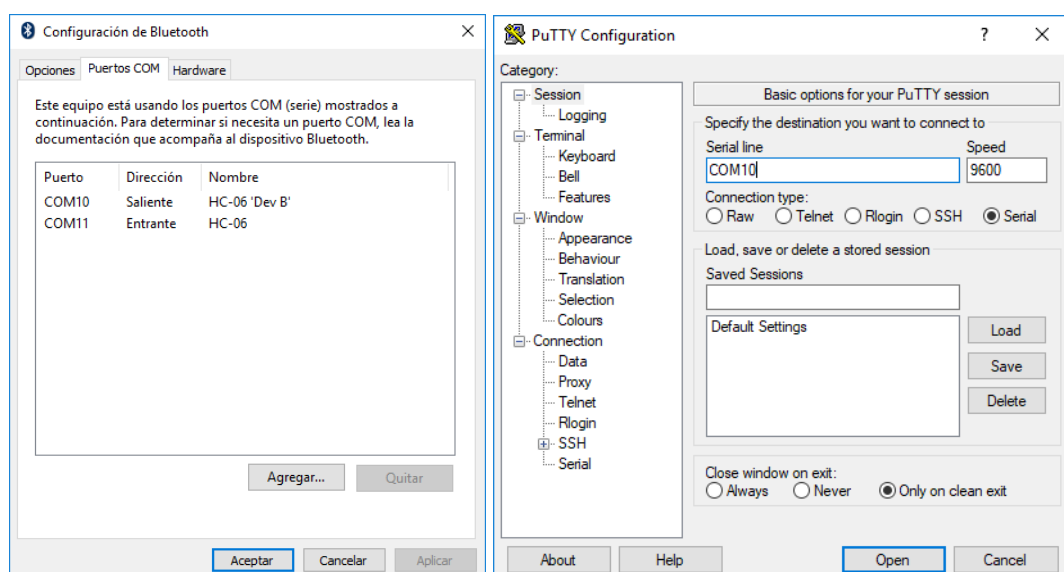 Configuración de Bluetooth
Opciones Puertos COM Hardware
Este equipo está usando los puertos COM (serie) mostrados a
continuación. Para determinar si necesita un puerto COM, lea la
documentación que acompaña al dispositivo Bluetooth.
Puerto Dirección Nombre
COM10 Saliente HC-06 'Dev B'
COM11 Entrante HC-06
Agregar... Quitar
Aceptar Cancelar Aplicar
PuTTY Configuration
?
Category:
Session
Logging
Terminal
Keyboard
Bell
Features
Window
Appearance
Behaviour
Translation
Selection
Colours
Connection
Data
Proxy
Telnet
Rlogin
SSH
Serial
Basic options for your PuTTY session
Specify the destination you want to connect to
Serial line Speed
COM10 9600
Connection type:
Raw Telnet Rlogin SSH Serial
Load, save or delete a stored session
Saved Sessions
Default Settings
Load
Save
Delete
Close window on exit:
Always Never Only on clean exit
About Help Open Cancel